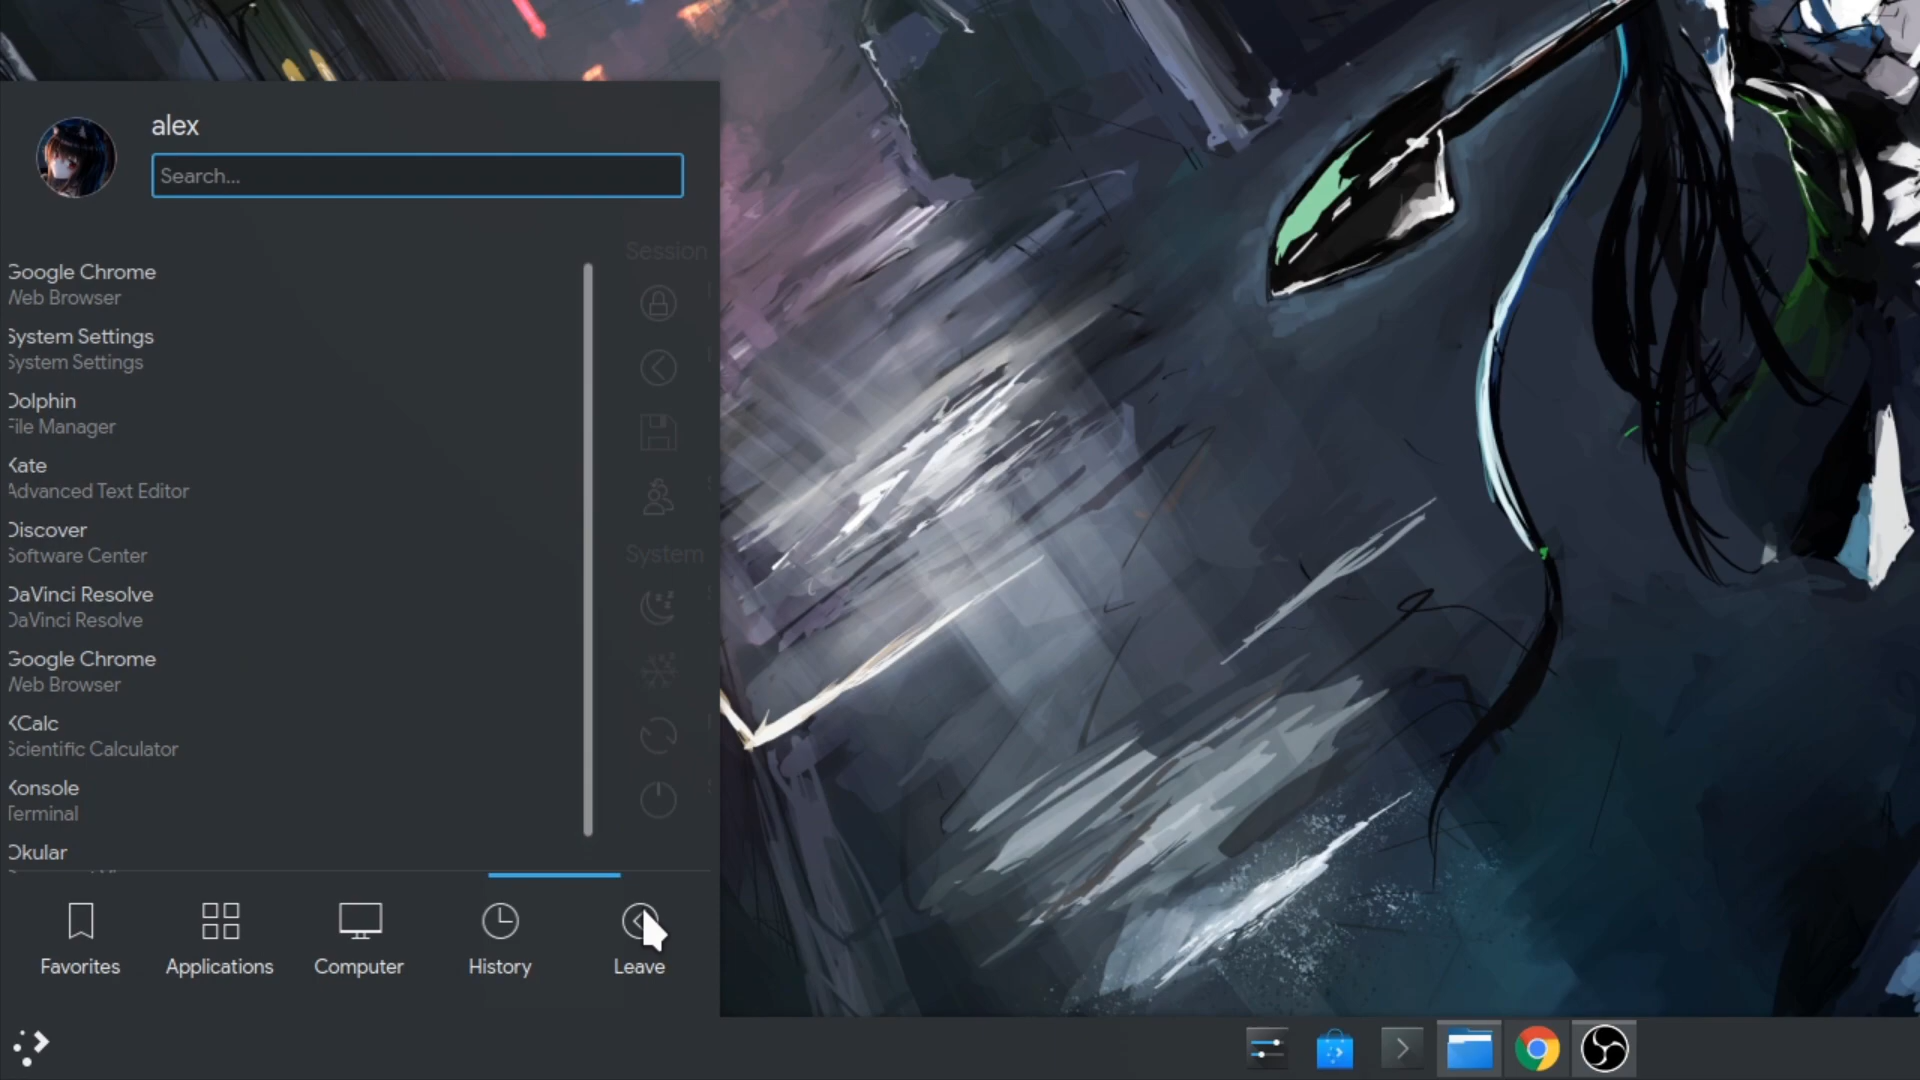 alex
Search...
Session
Google Chrome
Web Browser
System Settings
System Settings
Dolphin
File Manager
Kate
Advanced Text Editor
Discover
Software Center
System
DaVinci Resolve
DaVinci Resolve
Google Chrome
Web Browser
KCalc
Scientific Calculator
Konsole
Terminal
Okular
Favorites
Applications
Computer
History
Leave